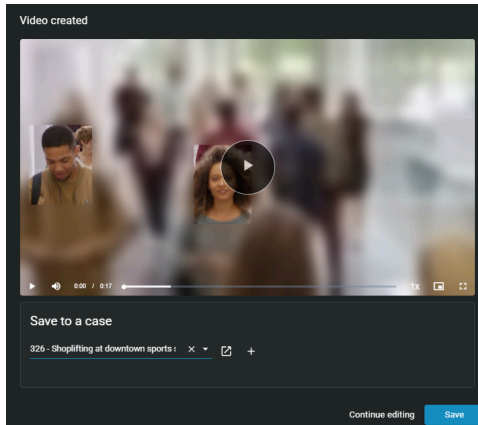 Video created
0:00 / 0:17
1x
Save to a case
326 - Shoplifting at downtown sports
Continue editing
Save